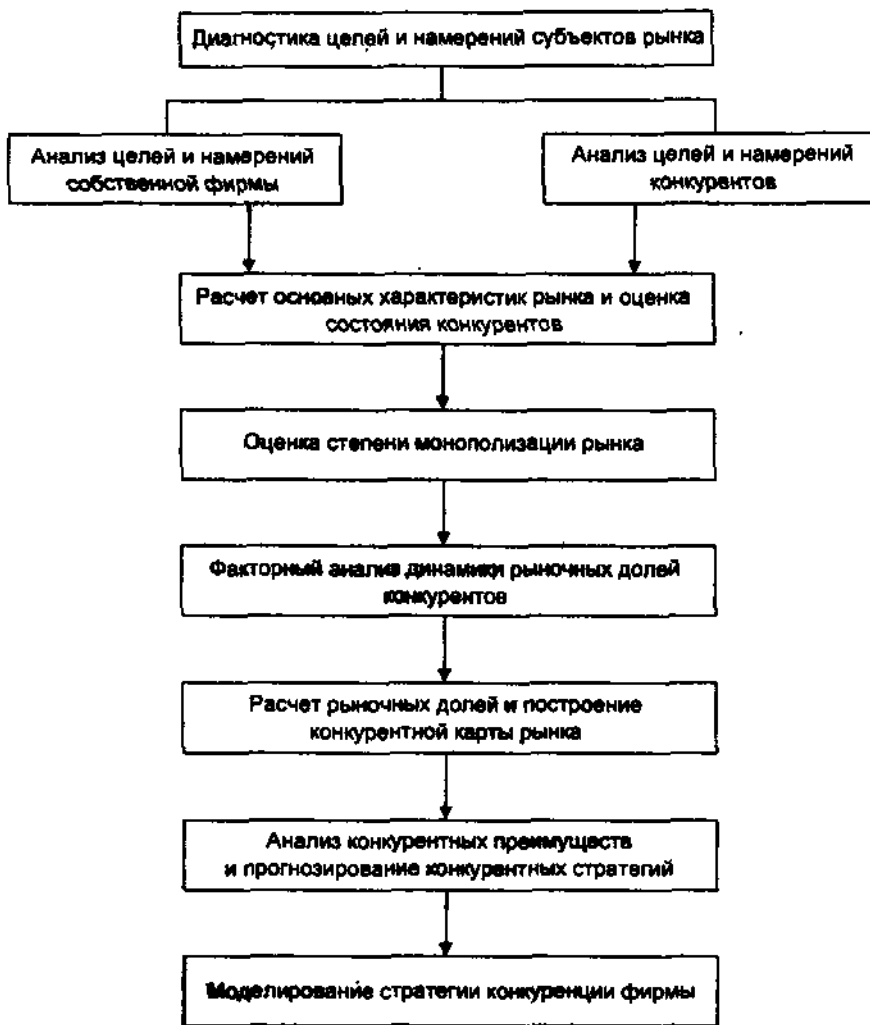 Диагностика целей и намерений субъектов рынка
Анализ целей и намерений
собственной фирмы
Анализ целей и намерений
конкурентов
Расчет основных характеристик рынка и оценка
состояния конкурентов
Оценка степени монополизации рынка
Факторный анализ динамики рыночных долей
конкурентов
Расчет рыночных долей и построение
конкурентной карты рынка
Анализ конкурентных преимуществ
и прогнозирование конкурентных стратегий
Моделирование стратегии конкуренции фирмы